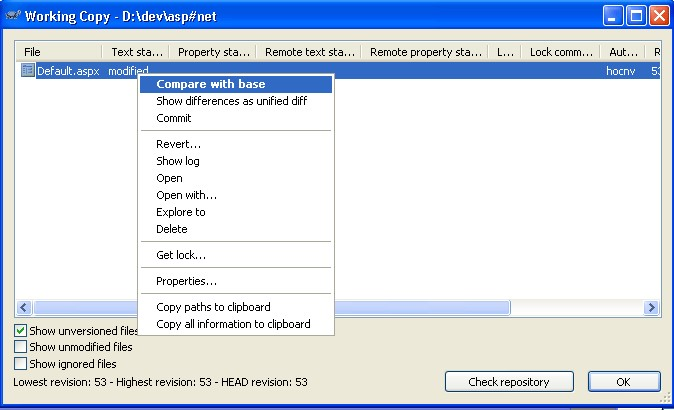 Working Copy - D:\dev\asp#net
File Text sta... Property sta... Remote text sta... Remote property sta... L... Lock comm... Aut... R
Default.aspx modified hocnv 53
Compare with base
Show differences as unified diff
Commit
Revert...
Show log
Open
Open with...
Explore to
Delete
Get lock...
Properties...
Copy paths to clipboard
Copy all information to clipboard
Show unversioned files
Show unmodified files
Show ignored files
Lowest revision: 53 - Highest revision: 53 - HEAD revision: 53
Check repository OK